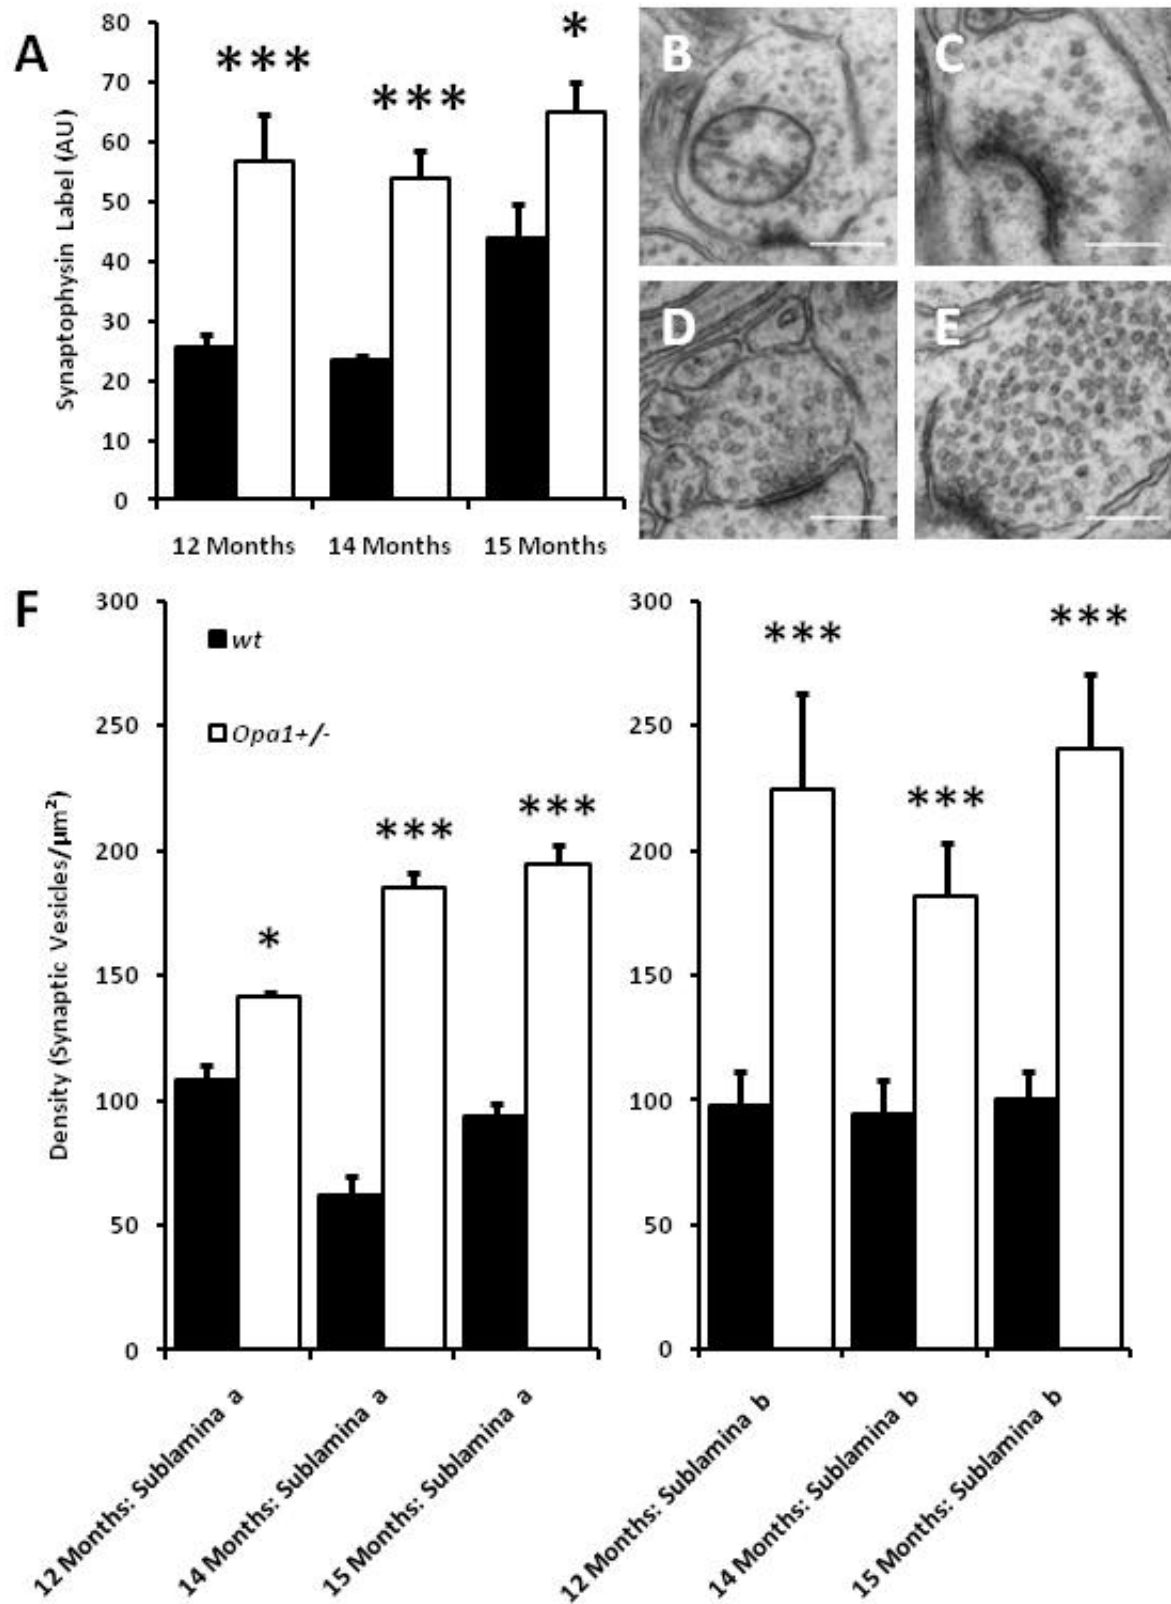 A
80
70
60
50
40
30
20
10
0
Synaptophysin Label (AU)
***
***
*
12 Months
14 Months
15 Months
B
C
D
E
F
300
250
200
150
100
50
0
Density (Synaptic Vesicles/μm²)
wt
Opa1+/-
*
***
***
12 Months: Sublamina a
14 Months: Sublamina a
15 Months: Sublamina a
300
250
200
150
100
50
0
***
***
***
12 Months: Sublamina b
14 Months: Sublamina b
15 Months: Sublamina b